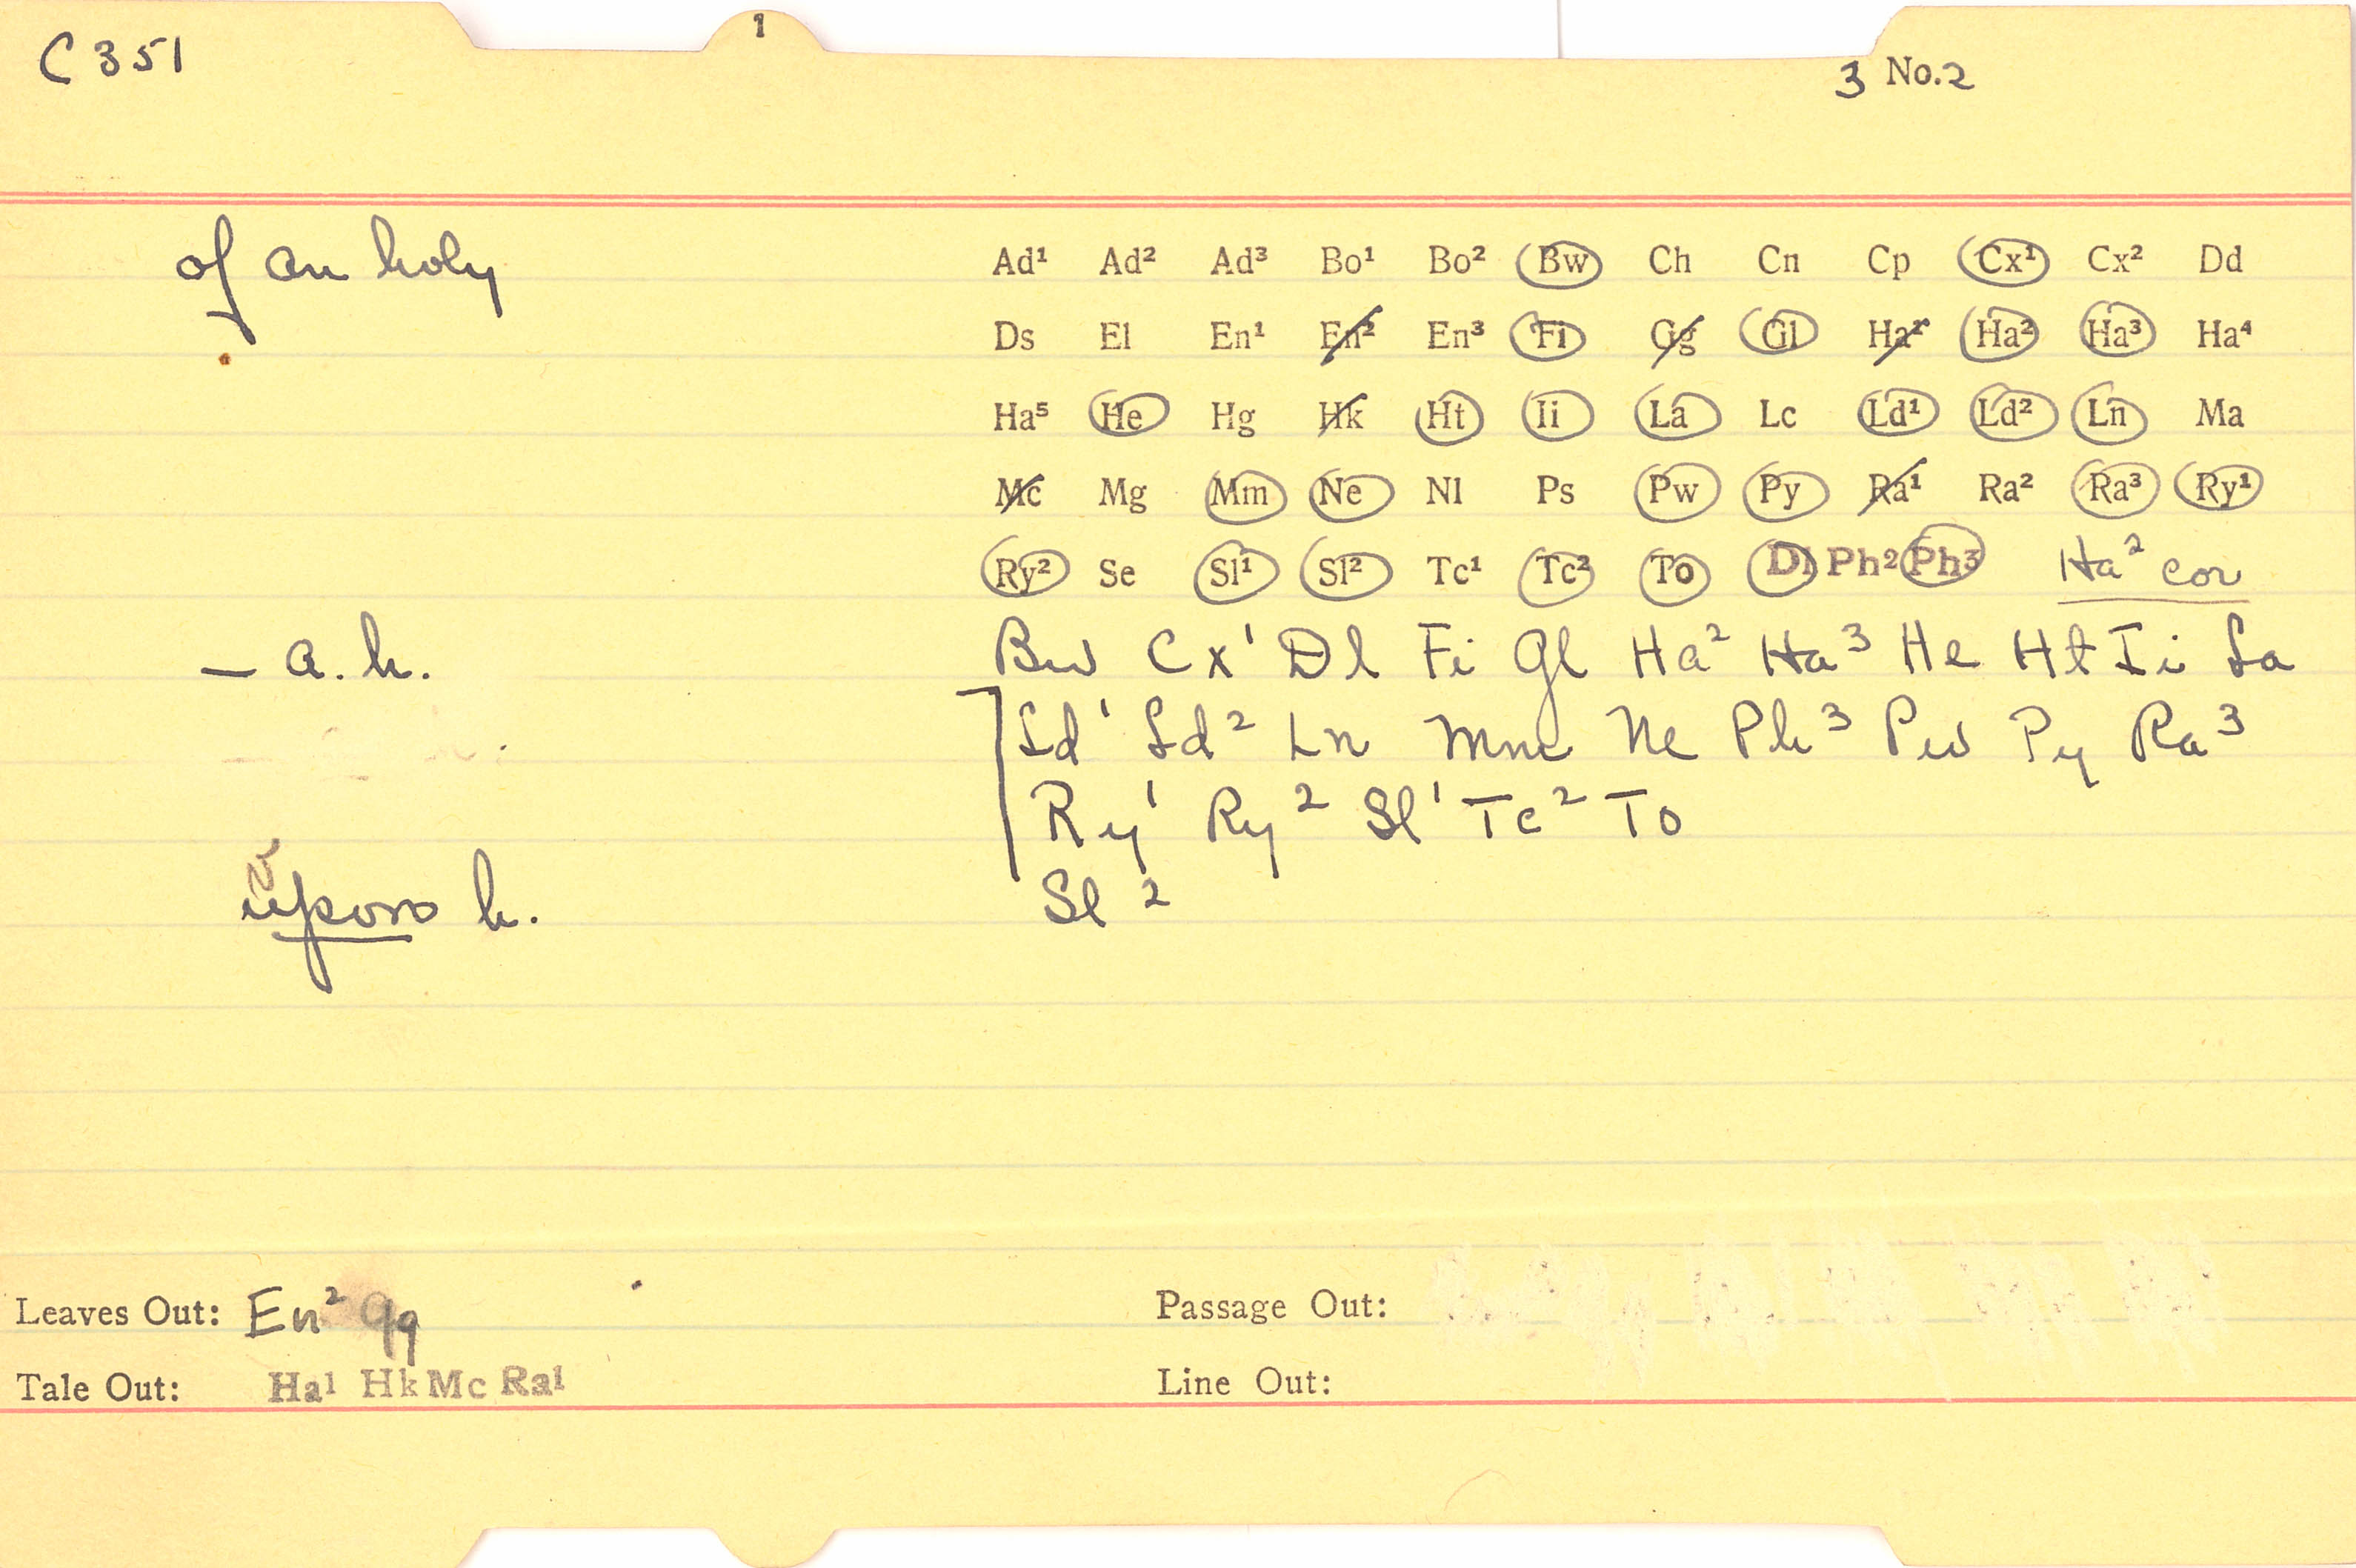 1
C 351
3 No.2
of an holy
Ad¹ Ad² Ad³ Bo¹ Bo² Bw Ch Cn Cp Cx¹ Cx² Dd
Ds El En¹ En² En³ Fi Gg Gl Ha¹ Ha² Ha³ Ha⁴
Ha⁵ He Hg Hk Ht Ii La Lc Ld¹ Ld² Ln Ma
Mc Mg Mm Ne Nl Ps Pw Py Ra¹ Ra² Ra³ Ry¹
Ry² Se Sl¹ Sl² Tc¹ Tc² To Dl Ph2 Ph3 Ha² cor
– a. h. Bw Cx¹ Dl Fi Gl Ha² Ha³ He Ht Ii La
Ld¹ Ld² Ln Mm Ne Ph³ Pw Py Ra³
Ry¹ Ry² Sl¹ Tc² To
upon h. Sl²
Leaves Out: En² Gg Passage Out:
Tale Out: Ha1 Hk Mc Ra1 Line Out: